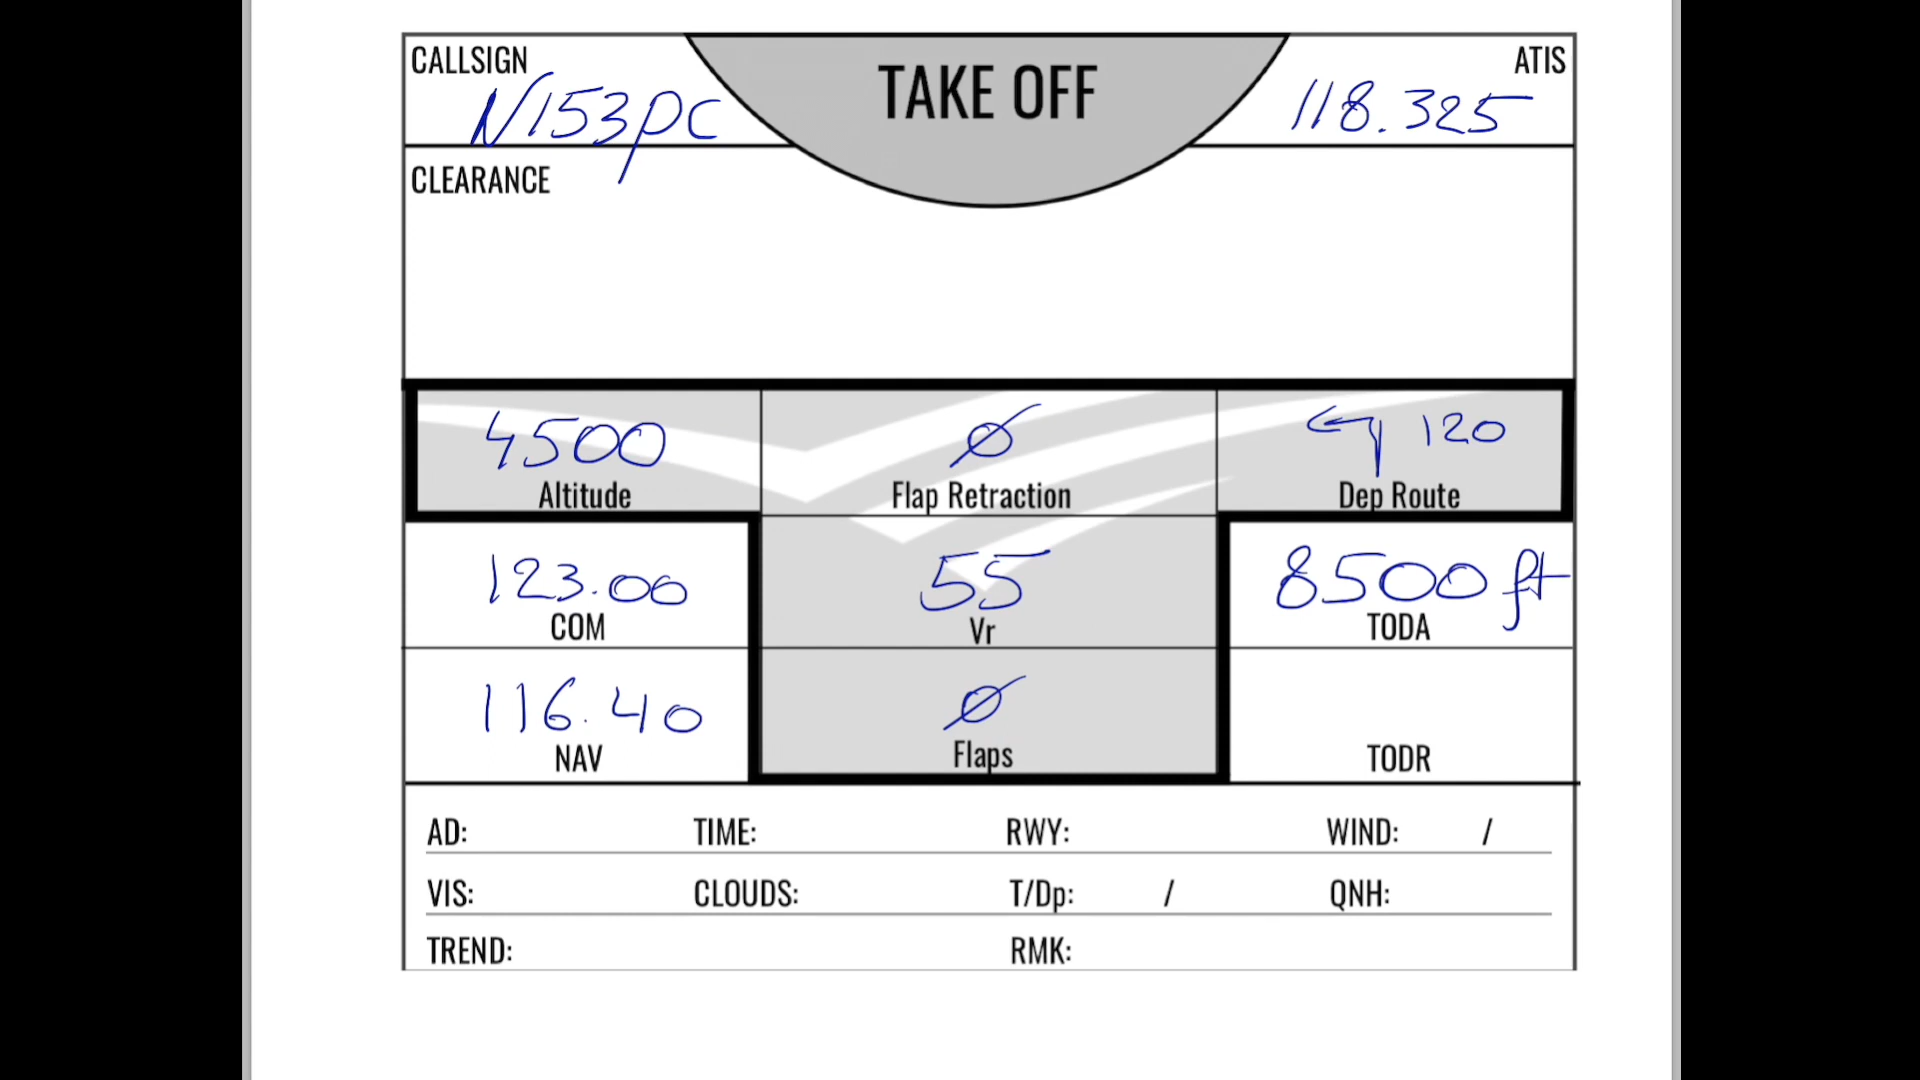 CALLSIGN
TAKE OFF
ATIS
N153PC
118.325
CLEARANCE
4500
Ø
120
Altitude
Flap Retraction
Dep Route
123.00
55
8500 ft
COM
Vr
TODA
116.40
Ø
NAV
Flaps
TODR
AD: TIME: RWY: WIND: /
VIS: CLOUDS: T/Dp: / QNH:
TREND: RMK: